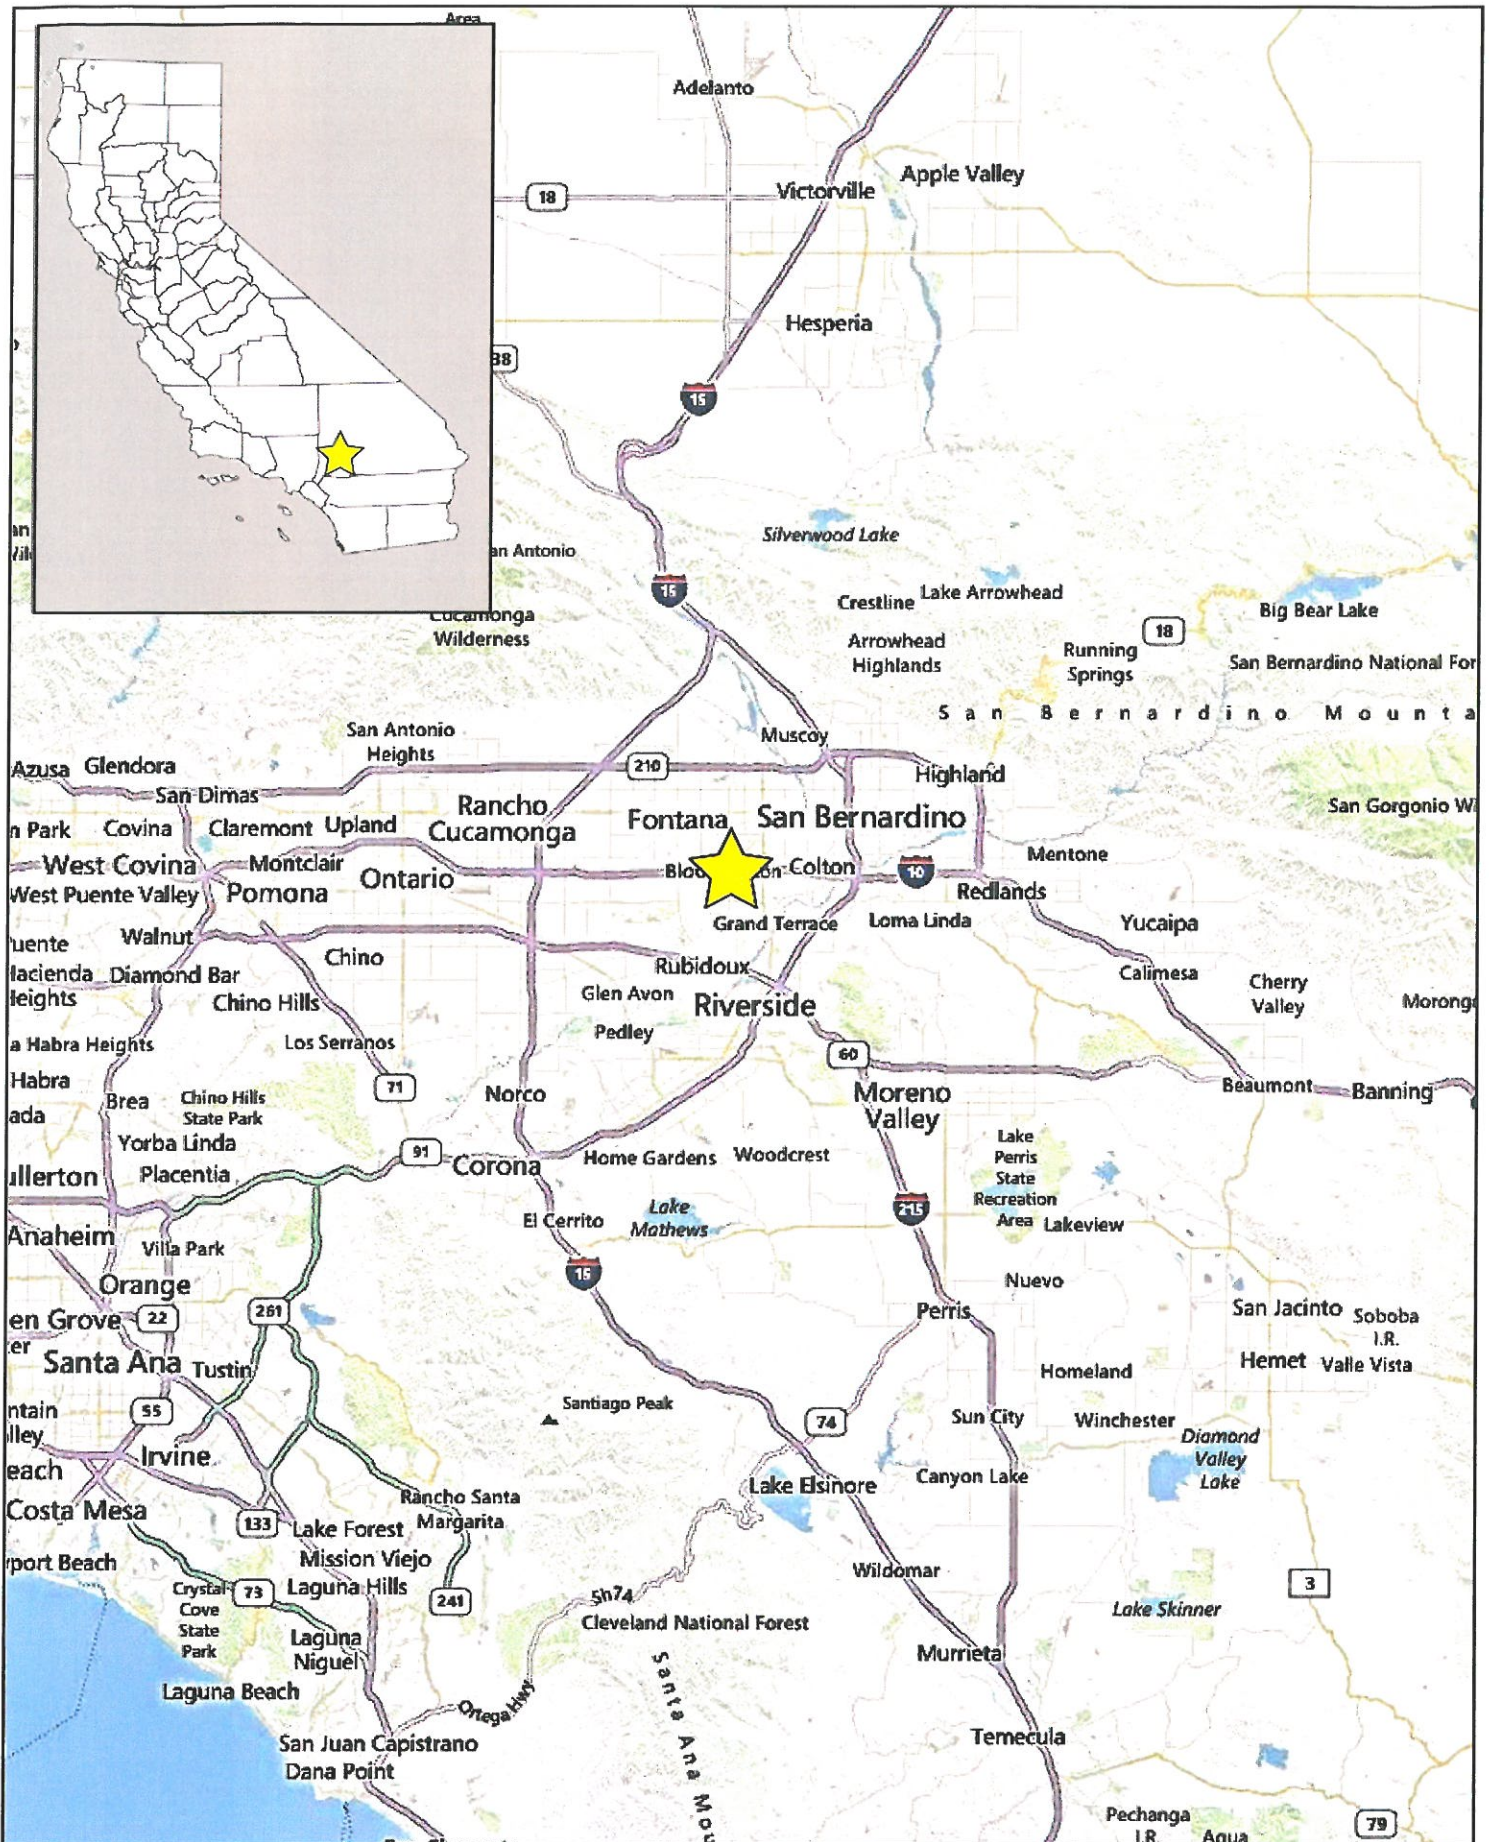 Area
Adelanto
Apple Valley
Victorville
18
Hesperia
38
15
Silverwood Lake
an Antonio
15
Lake Arrowhead
Crestline
Big Bear Lake
Cucamonga
Wilderness
18
Arrowhead
Highlands
Running
Springs
San Bernardino National For
San Bernardino Mounta
San Antonio
Heights
Muscoy
210
Azusa
Glendora
Highland
San Dimas
Rancho
Cucamonga
Fontana
San Bernardino
San Gorgonio Wi
n Park
Covina
Claremont
Upland
West Covina
Montclair
Colton
10
Mentone
Ontario
West Puente Valley
Pomona
Redlands
Grand Terrace
Loma Linda
Yucaipa
Walnut
uente
Chino
Rubidoux
Hacienda
Heights
Diamond Bar
Calimesa
Cherry
Valley
Chino Hills
Glen Avon
Riverside
Morongo
Pedley
a Habra Heights
Los Serranos
60
Habra
71
Beaumont
Banning
Norco
Moreno
Valley
Brea
Chino Hills
State Park
ada
Yorba Linda
91
Corona
Home Gardens
Woodcrest
Lake
Perris
State
Recreation
Area
ullerton
Placentia
Lake
Mathews
215
El Cerrito
Lakeview
Anaheim
Villa Park
15
Nuevo
Orange
en Grove
22
261
Perris
San Jacinto
Soboba
I.R.
ter
Santa Ana
Tustin
Homeland
Hemet
Valle Vista
55
Santiago Peak
74
Sun City
Winchester
ntain
lley
Diamond
Valley
Lake
Irvine
each
Canyon Lake
Lake Elsinore
Costa Mesa
Rancho Santa
Margarita
133
Lake Forest
Mission Viejo
port Beach
Wildomar
Crystal
Cove
State
Park
73
Laguna Hills
241
Sh74
3
Lake Skinner
Cleveland National Forest
Laguna
Niguel
Murrieta
Santa Ana Mou
Laguna Beach
Ortega Hwy
San Juan Capistrano
Temecula
Dana Point
Pechanga
I.R.
Agua
79